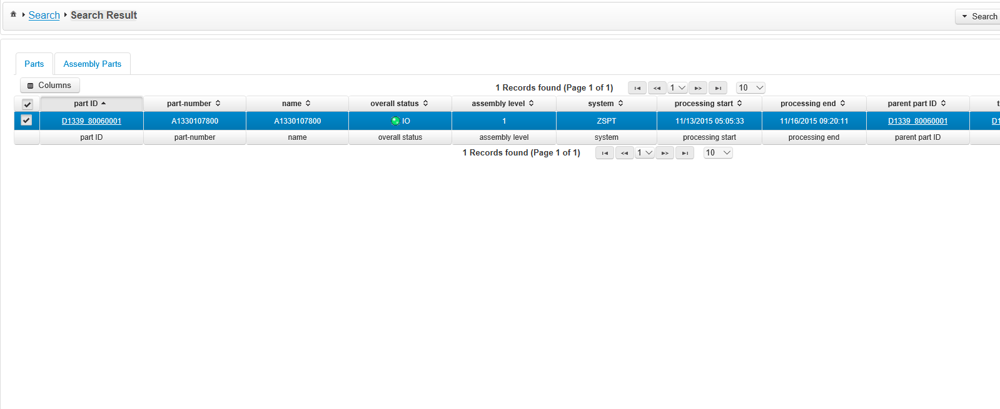 Search Search Result
Search
Parts Assembly Parts
Columns 1 Records found (Page 1 of 1) 1 10
part ID part-number name overall status assembly level system processing start processing end parent part ID t
D1339_80060001 A1330107800 A1330107800 IO 1 ZSPT 11/13/2015 05:05:33 11/16/2015 09:20:11 D1339_80060001 D1
part ID part-number name overall status assembly level system processing start processing end parent part ID
1 Records found (Page 1 of 1) 1 10